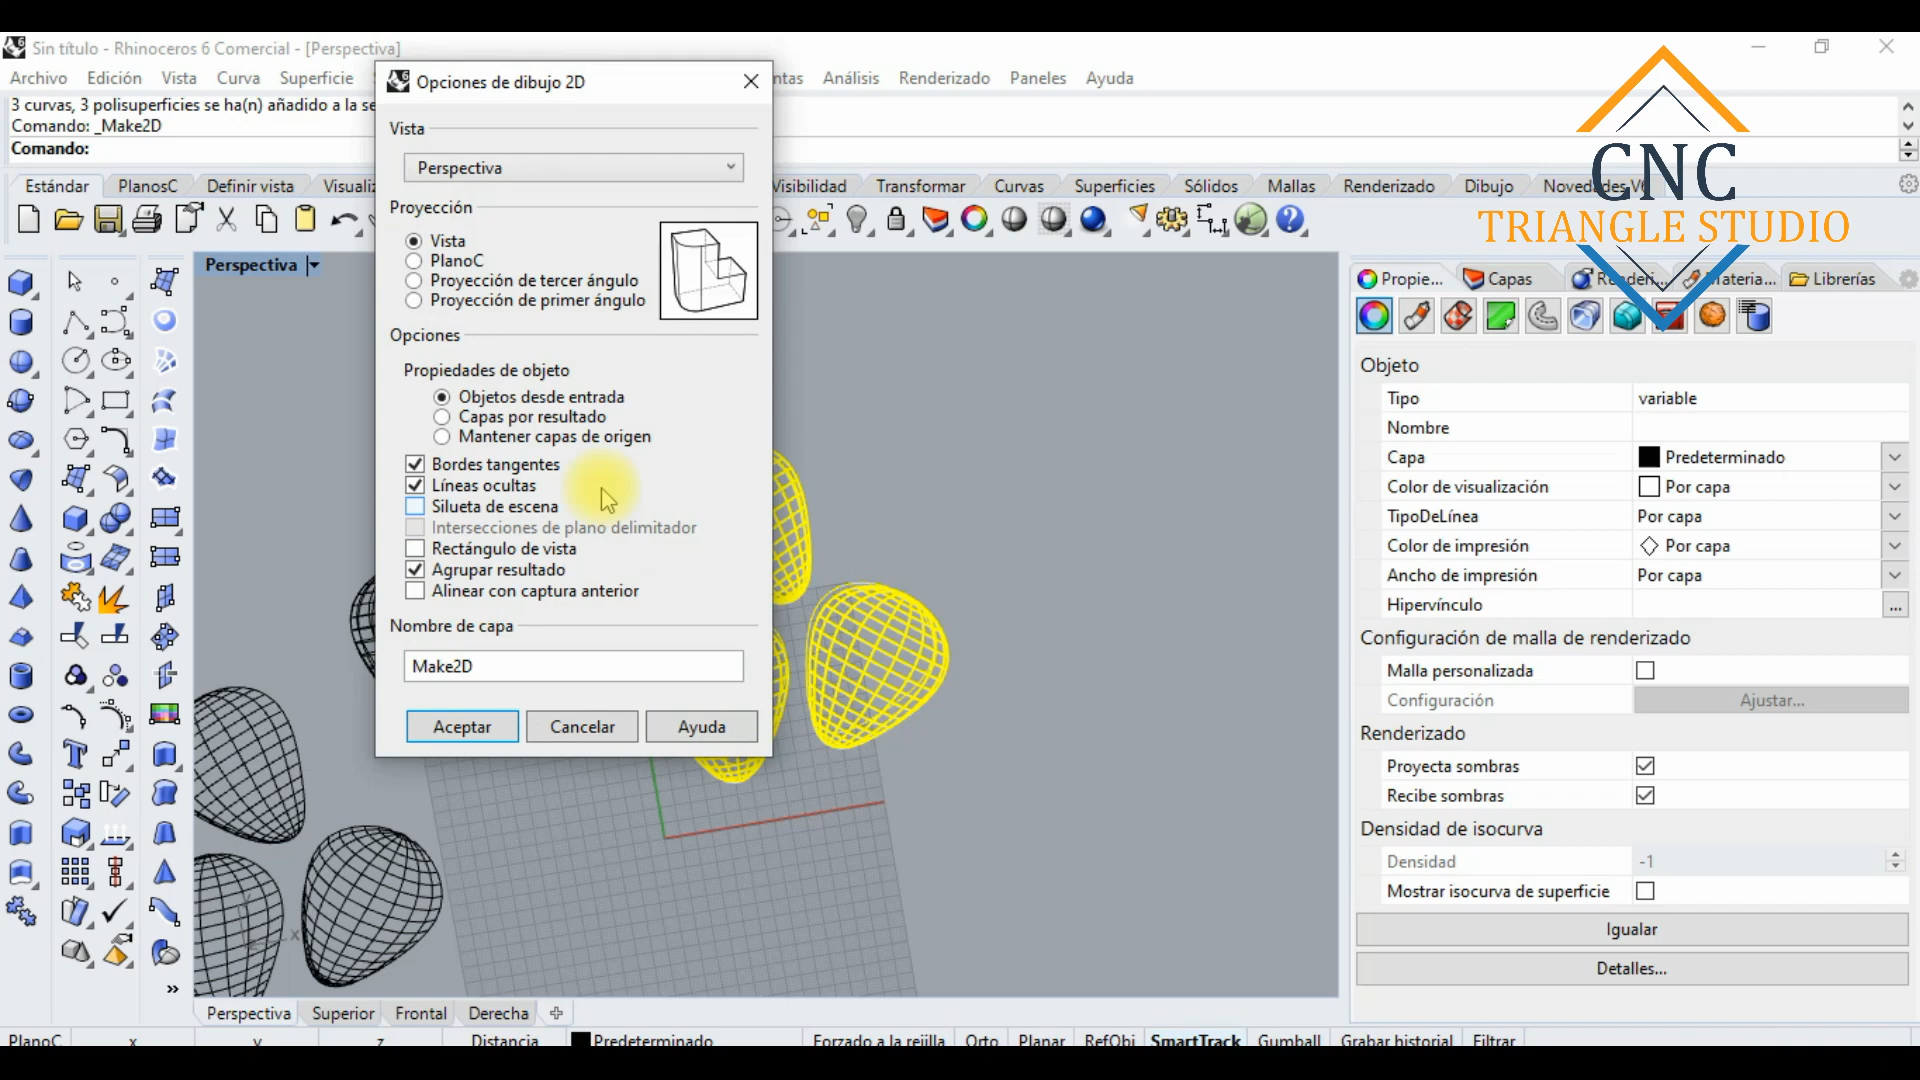 Sin título - Rhinoceros 6 Comercial - [Perspectiva]
Archivo Edición Vista Curva Superficie Análisis Renderizado Paneles Ayuda
3 curvas, 3 polisuperficies se ha(n) añadido a la se
Comando: _Make2D
Comando:
Estándar PlanosC Definir vista Visibilidad Transformar Curvas Superficies Sólidos Mallas Renderizado Dibujo
Opciones de dibujo 2D
Vista
Perspectiva
Proyección
Vista
PlanoC
Proyección de tercer ángulo
Proyección de primer ángulo
Opciones
Propiedades de objeto
Objetos desde entrada
Capas por resultado
Mantener capas de origen
Bordes tangentes
Líneas ocultas
Silueta de escena
Intersecciones de plano delimitador
Rectángulo de vista
Agrupar resultado
Alinear con captura anterior
Nombre de capa
Make2D
Aceptar Cancelar Ayuda
Perspectiva
CNC
TRIANGLE STUDIO
Propie... Capas Renderi... Materia... Librerías
Objeto
Tipo variable
Nombre
Capa Predeterminado
Color de visualización Por capa
TipoDeLínea Por capa
Color de impresión Por capa
Ancho de impresión Por capa
Hipervínculo ...
Configuración de malla de renderizado
Malla personalizada
Configuración Ajustar...
Renderizado
Proyecta sombras
Recibe sombras
Densidad de isocurva
Densidad -1
Mostrar isocurva de superficie
Igualar
Detalles...
Perspectiva Superior Frontal Derecha
PlanoC x y z Distancia Predeterminado Forzado a la rejilla Orto Planar RefObj SmartTrack Gumball Grabar historial Filtrar